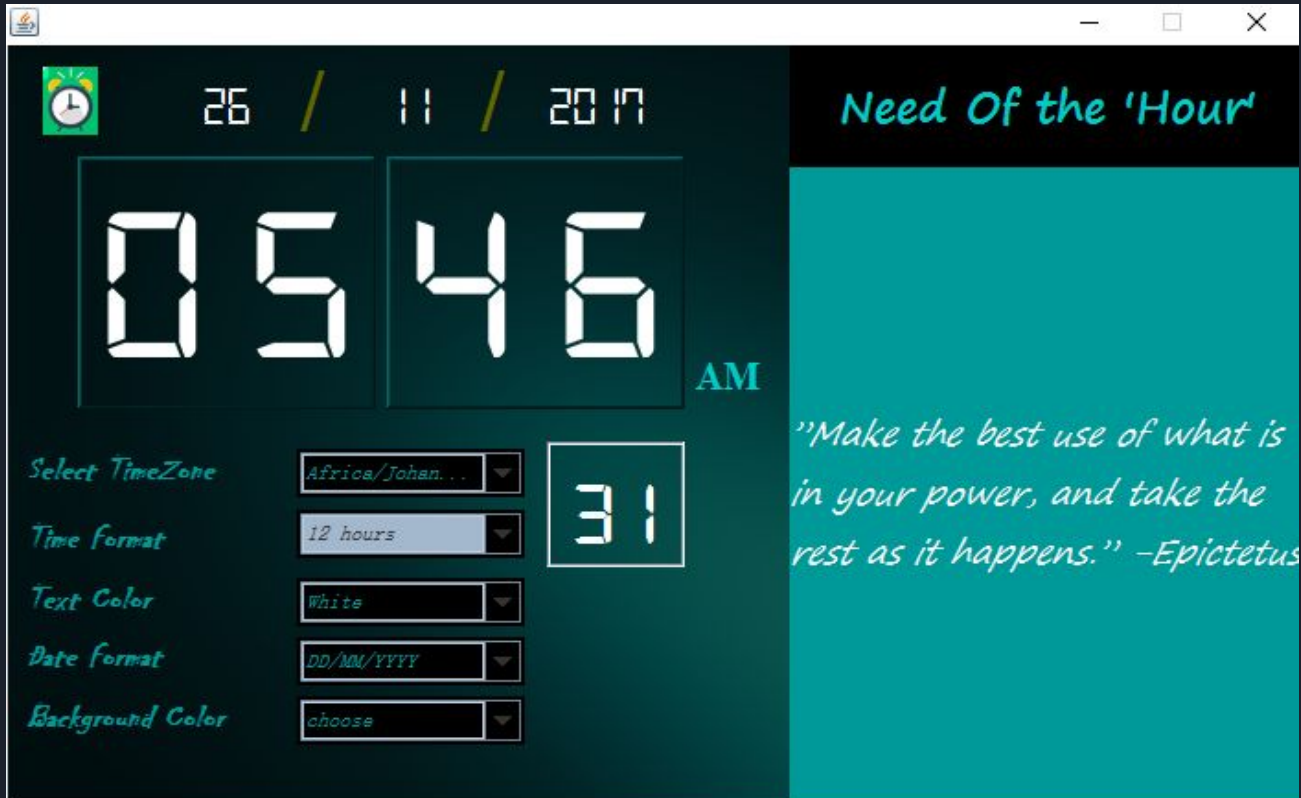 26 / 11 / 2017
Need Of the 'Hour'
05 46
AM
Select TimeZone
Africa/Johan...
31
Time Format
12 hours
Text Color
White
Date Format
DD/MM/YYYY
Background Color
choose
"Make the best use of what is
in your power, and take the
rest as it happens." -Epictetus